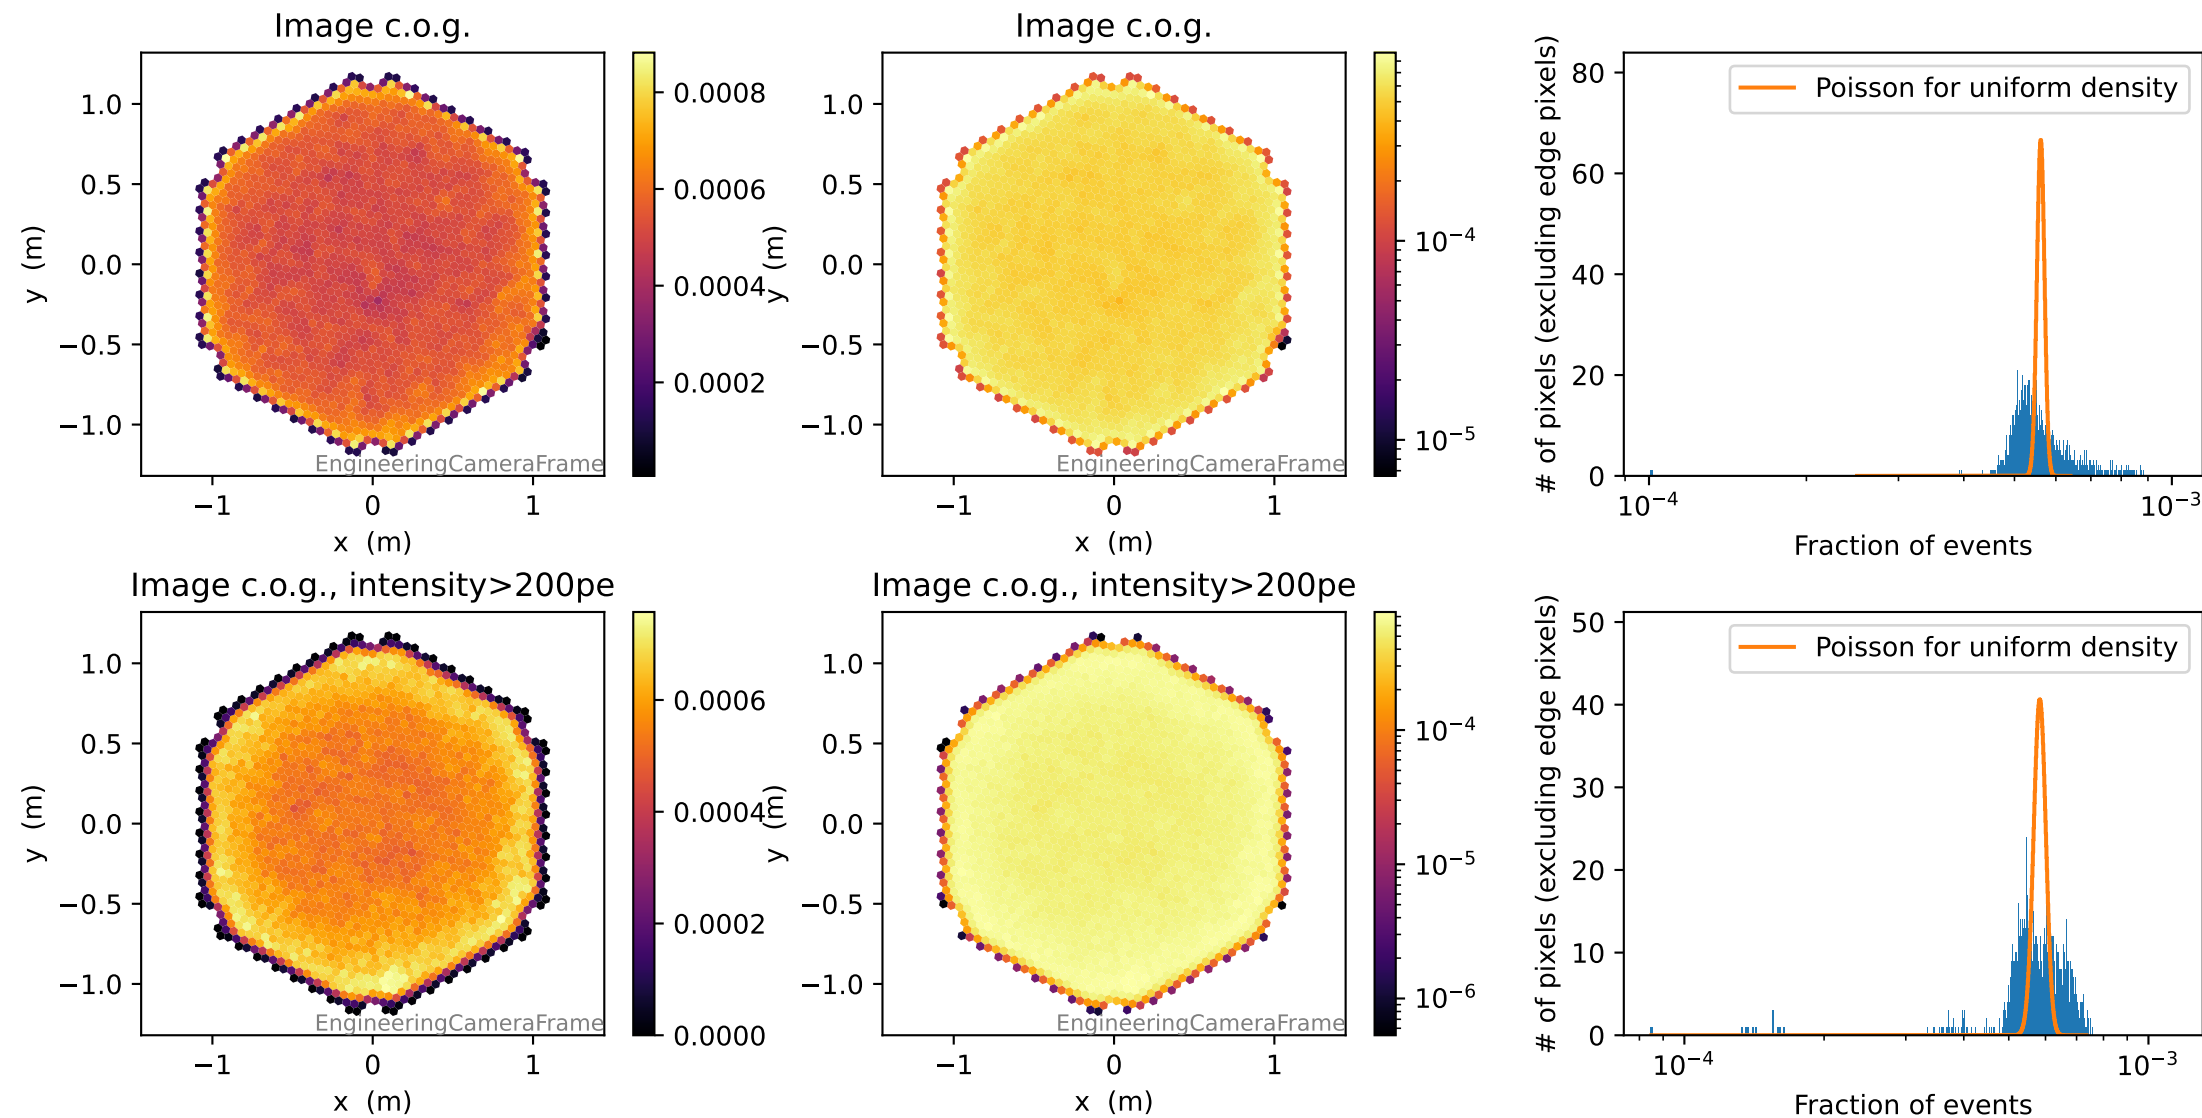 Image c.o.g.
1.0
0.5
0.0
−0.5
−1.0
y (m)
−1
0
1
x (m)
EngineeringCameraFrame
0.0008
0.0006
0.0004
0.0002
Image c.o.g.
1.0
0.5
0.0
−0.5
−1.0
y (m)
−1
0
1
x (m)
EngineeringCameraFrame
10⁻⁴
10⁻⁵
# of pixels (excluding edge pixels)
80
60
40
20
0
Poisson for uniform density
10⁻⁴
10⁻³
Fraction of events
Image c.o.g., intensity>200pe
1.0
0.5
0.0
−0.5
−1.0
y (m)
−1
0
1
x (m)
EngineeringCameraFrame
0.0006
0.0004
0.0002
0.0000
Image c.o.g., intensity>200pe
1.0
0.5
0.0
−0.5
−1.0
y (m)
−1
0
1
x (m)
EngineeringCameraFrame
10⁻⁴
10⁻⁵
10⁻⁶
# of pixels (excluding edge pixels)
50
40
30
20
10
0
Poisson for uniform density
10⁻⁴
10⁻³
Fraction of events